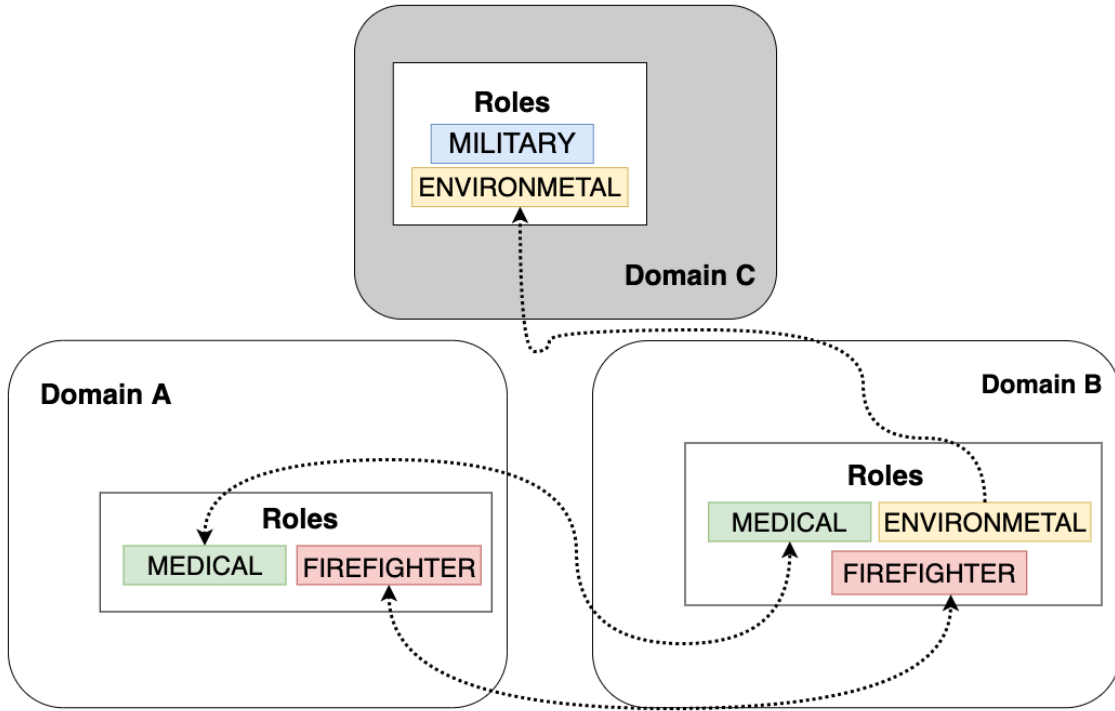 Roles
MILITARY
ENVIRONMETAL
Domain C
Domain A
Roles
MEDICAL
FIREFIGHTER
Domain B
Roles
MEDICAL
ENVIRONMETAL
FIREFIGHTER